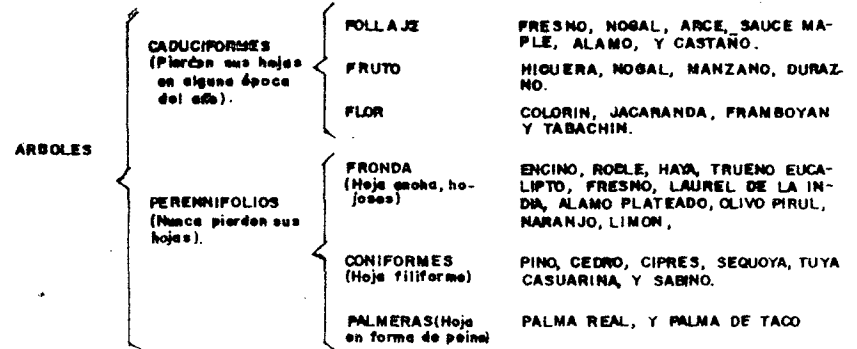 ARBOLES
CADUCIFORMES
(Pierden sus hojas
en alguna época
del año).
FOLLAJE
FRESNO, NOGAL, ARCE, SAUCE MA-
PLE, ALAMO, Y CASTAÑO.
FRUTO
HIGUERA, NOGAL, MANZANO, DURAZ-
NO.
FLOR
COLORIN, JACARANDA, FRAMBOYAN
Y TABACHIN.
PERENNIFOLIOS
(Nunca pierden sus
hojas).
FRONDA
(Hoja ancha, ho-
josos)
ENCINO, ROBLE, HAYA, TRUENO EUCA-
LIPTO, FRESNO, LAUREL DE LA IN-
DIA, ALAMO PLATEADO, OLIVO PIRUL,
NARANJO, LIMON,
CONIFORMES
(Hoja filiforme)
PINO, CEDRO, CIPRES, SEQUOYA, TUYA
CASUARINA, Y SABINO.
PALMERAS(Hoja
en forma de peine)
PALMA REAL, Y PALMA DE TACO